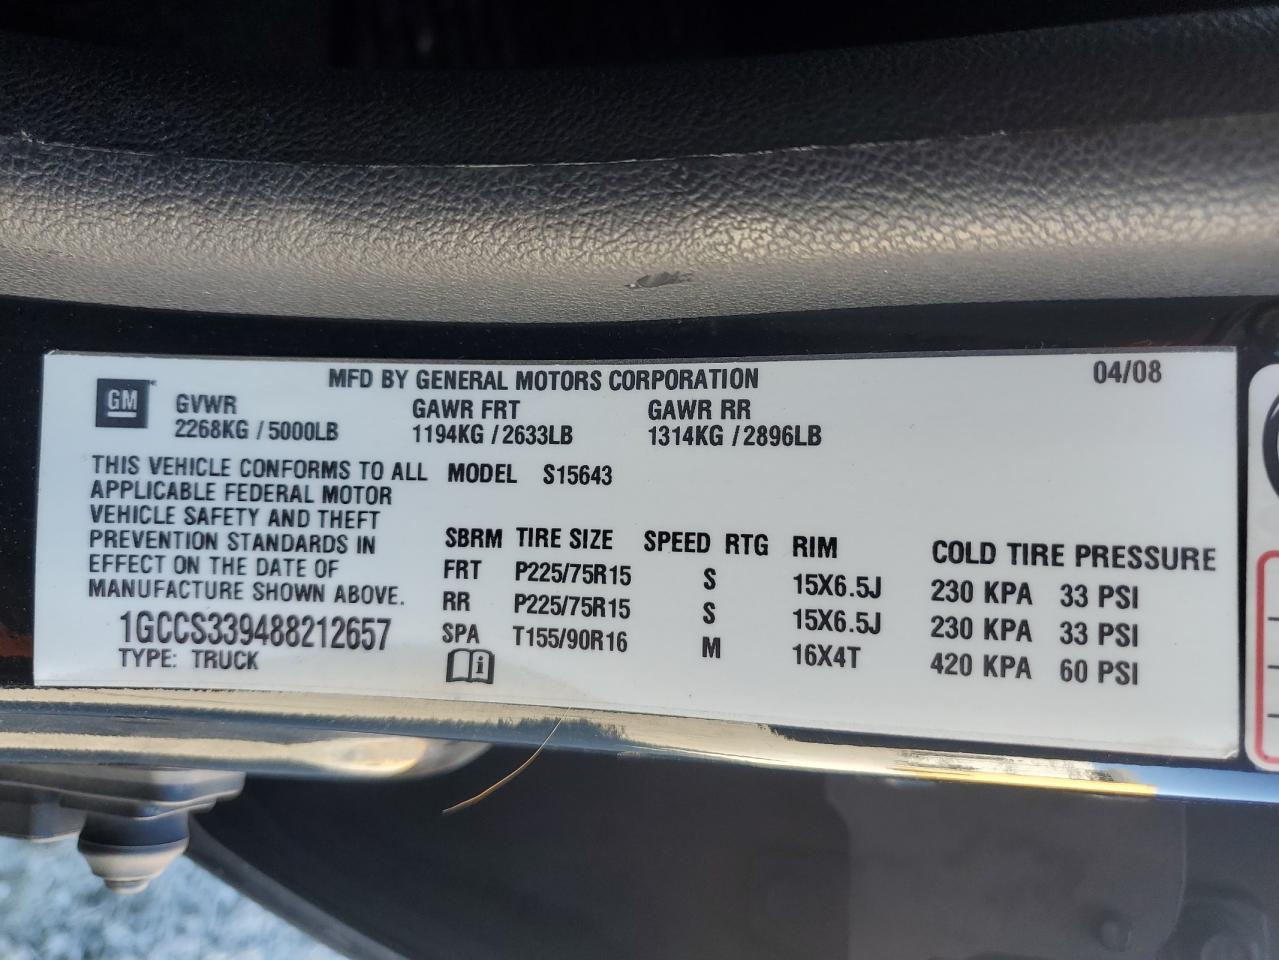 MFD BY GENERAL MOTORS CORPORATION 04/08
GM
GVWR GAWR FRT GAWR RR
2268KG / 5000LB 1194KG / 2633LB 1314KG / 2896LB
THIS VEHICLE CONFORMS TO ALL
APPLICABLE FEDERAL MOTOR
VEHICLE SAFETY AND THEFT
PREVENTION STANDARDS IN
EFFECT ON THE DATE OF
MANUFACTURE SHOWN ABOVE.
1GCCS339488212657
TYPE: TRUCK
MODEL S15643
SBRM TIRE SIZE SPEED RTG RIM COLD TIRE PRESSURE
FRT P225/75R15 S 15X6.5J 230 KPA 33 PSI
RR P225/75R15 S 15X6.5J 230 KPA 33 PSI
SPA T155/90R16 M 16X4T 420 KPA 60 PSI
i